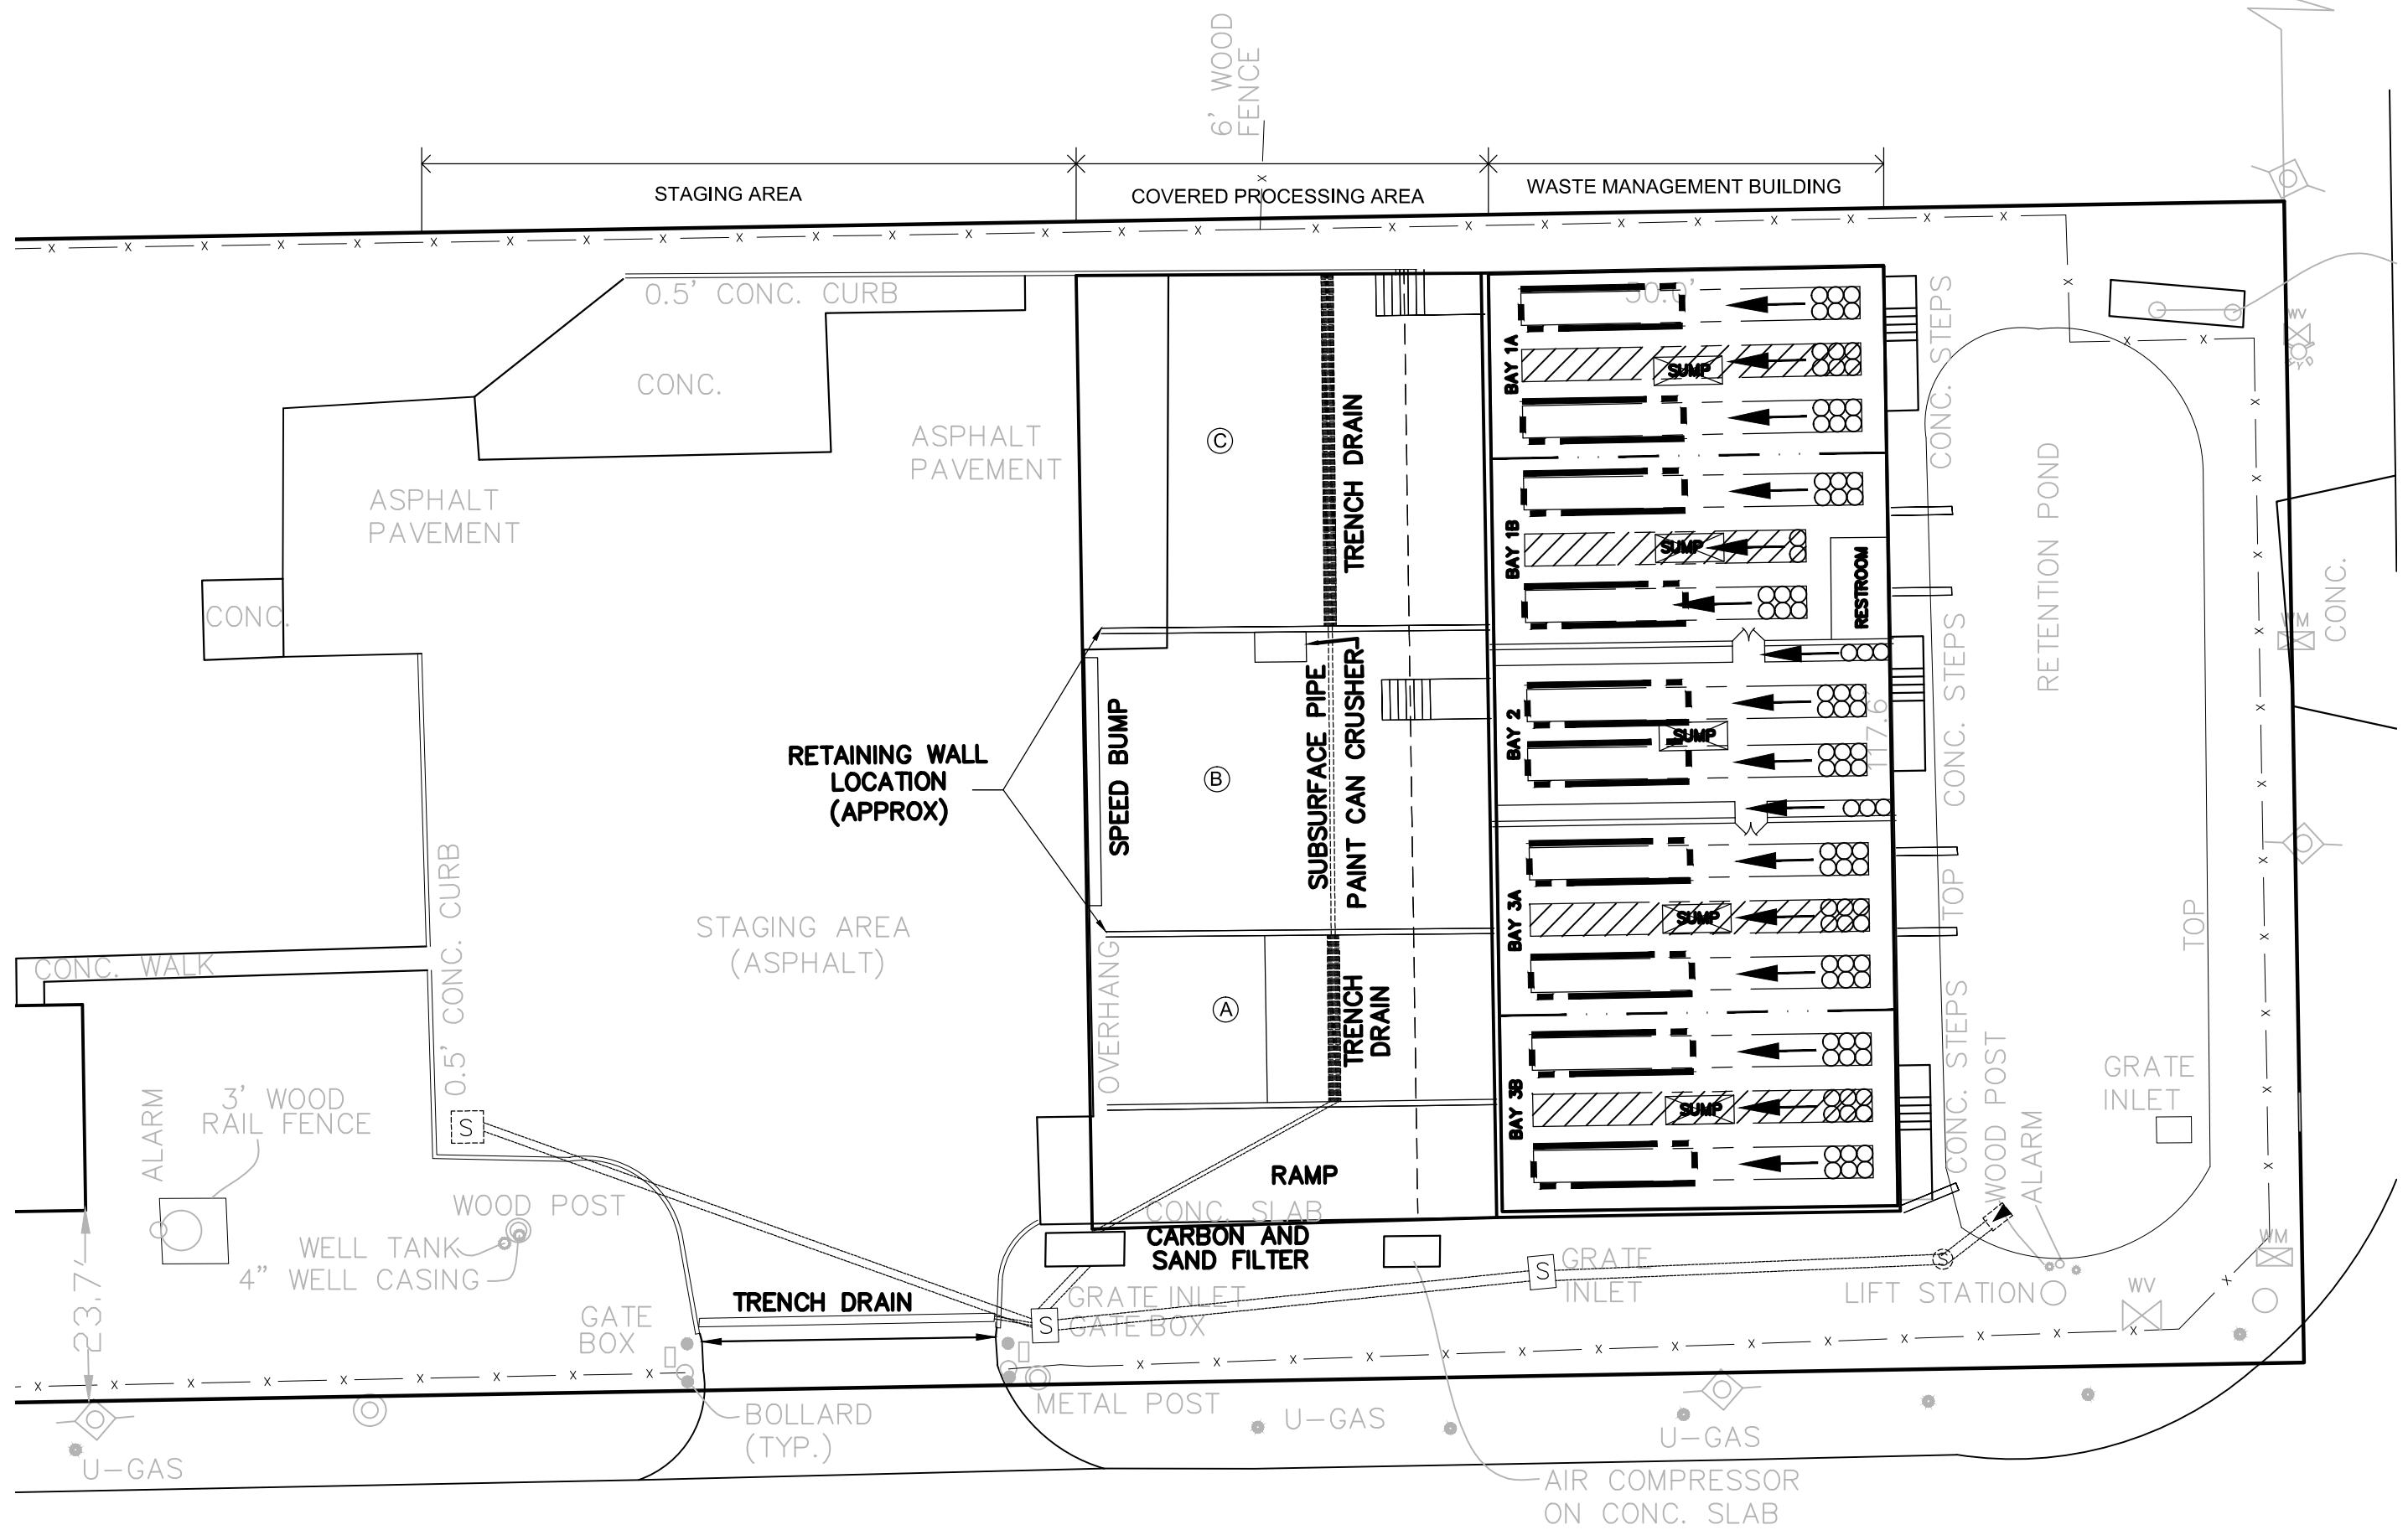 6' WOOD
FENCE
STAGING AREA
COVERED PROCESSING AREA
WASTE MANAGEMENT BUILDING
0.5' CONC. CURB
CONC.
ASPHALT
PAVEMENT
ASPHALT
PAVEMENT
CONC.
C
TRENCH DRAIN
50.0'
BAY 1A
SUMP
BAY 1B
SUMP
RESTROOM
CONC. STEPS
WV
RETENTION POND
WM
CONC.
RETAINING WALL
LOCATION
(APPROX)
SPEED BUMP
B
SUBSURFACE PIPE
PAINT CAN CRUSHER
BAY 2
SUMP
117.6'
CONC. STEPS
TOP
0.5' CONC. CURB
STAGING AREA
(ASPHALT)
CONC. WALK
OVERHANG
A
TRENCH
DRAIN
BAY 3A
SUMP
BAY 3B
SUMP
TOP
CONC. STEPS
WOOD POST
ALARM
GRATE
INLET
ALARM
3' WOOD
RAIL FENCE
S
WOOD POST
WELL TANK
4" WELL CASING
23.7'
RAMP
CONC. SLAB
CARBON AND
SAND FILTER
GRATE INLET
GATE BOX
S
S
GRATE
INLET
S
LIFT STATION
WV
WM
TRENCH DRAIN
GATE
BOX
METAL POST
BOLLARD
(TYP.)
U-GAS
U-GAS
U-GAS
AIR COMPRESSOR
ON CONC. SLAB